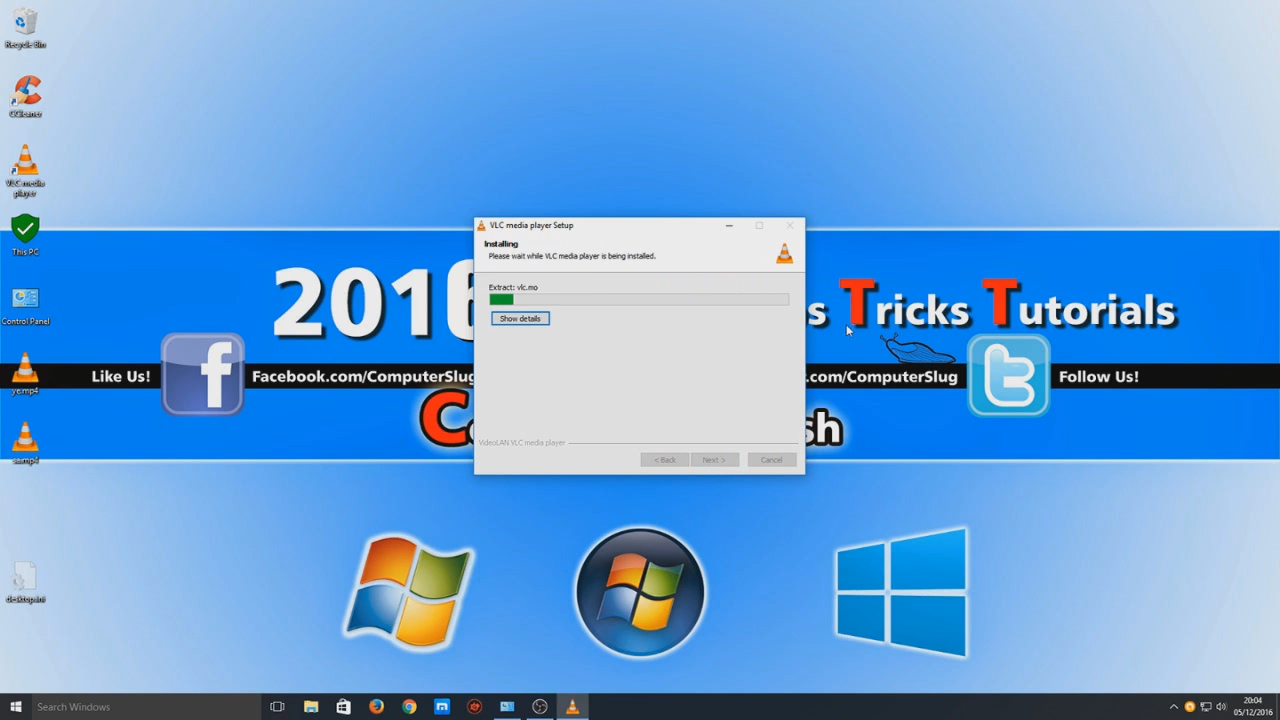 Recycle Bin
CCleaner
VLC media
player
This PC
Control Panel
ye.mp4
desktop.ini
VLC media player Setup
Installing
Please wait while VLC media player is being installed.
Extract: vlc.mo
Show details
VideoLAN VLC media player
< Back
Next >
Cancel
2016
s Tricks Tutorials
Like Us!
Facebook.com/ComputerSlug
.com/ComputerSlug
Follow Us!
C
sh
Search Windows
20:04
05/12/2016